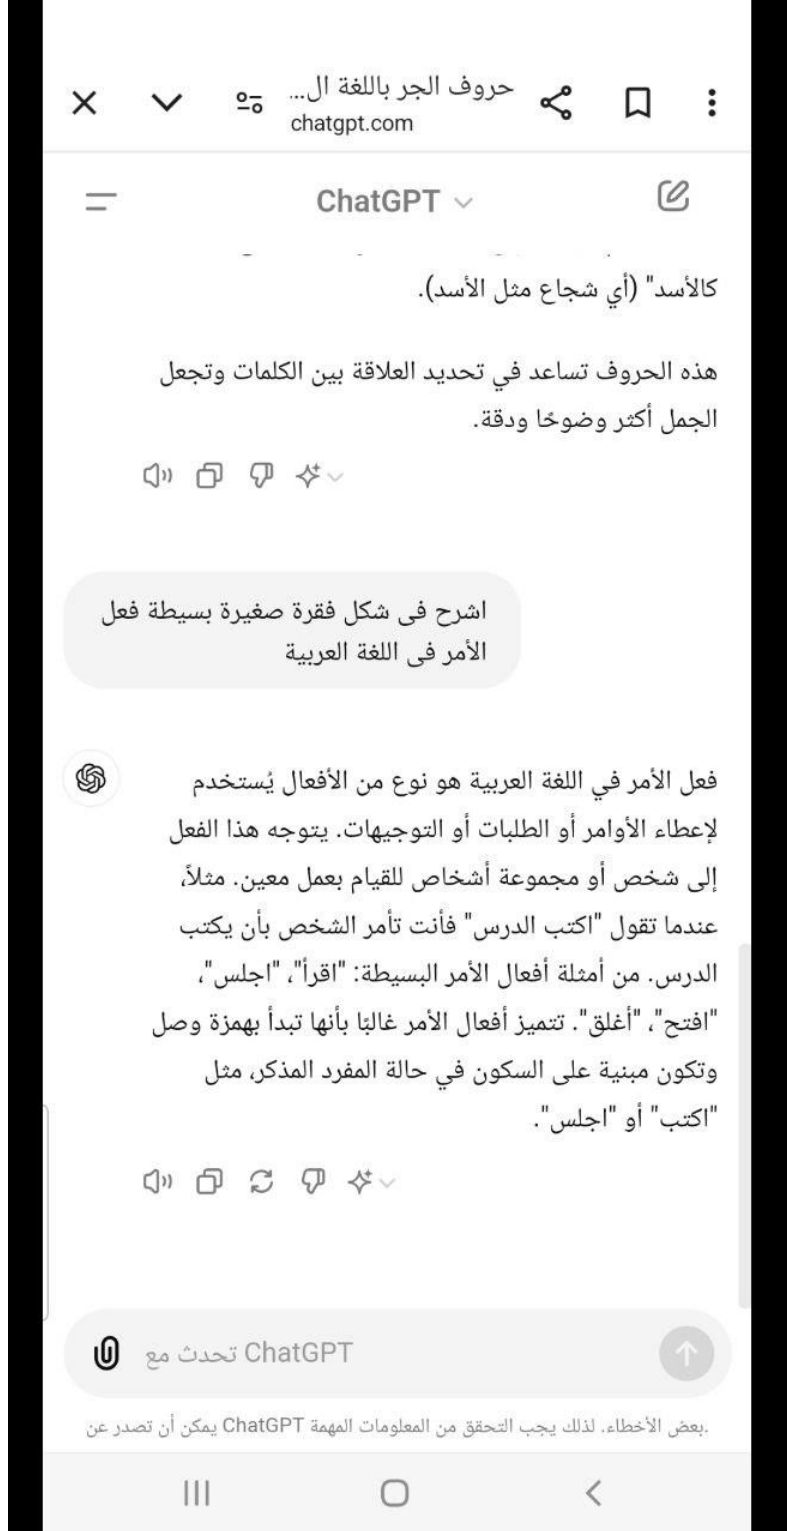 حروف الجر باللغة ال...
chatgpt.com
ChatGPT
كالأسد" (أي شجاع مثل الأسد).
هذه الحروف تساعد في تحديد العلاقة بين الكلمات وتجعل
الجمل أكثر وضوحًا ودقة.
اشرح فى شكل فقرة صغيرة بسيطة فعل
الأمر فى اللغة العربية
فعل الأمر في اللغة العربية هو نوع من الأفعال يُستخدم
لإعطاء الأوامر أو الطلبات أو التوجيهات. يتوجه هذا الفعل
إلى شخص أو مجموعة أشخاص للقيام بعمل معين. مثلاً،
عندما تقول "اكتب الدرس" فأنت تأمر الشخص بأن يكتب
الدرس. من أمثلة أفعال الأمر البسيطة: "اقرأ"، "اجلس"،
"افتح"، "أغلق". تتميز أفعال الأمر غالبًا بأنها تبدأ بهمزة وصل
وتكون مبنية على السكون في حالة المفرد المذكر، مثل
"اكتب" أو "اجلس".
تحدث مع ChatGPT
.بعض الأخطاء. لذلك يجب التحقق من المعلومات المهمة ChatGPT يمكن أن تصدر عن